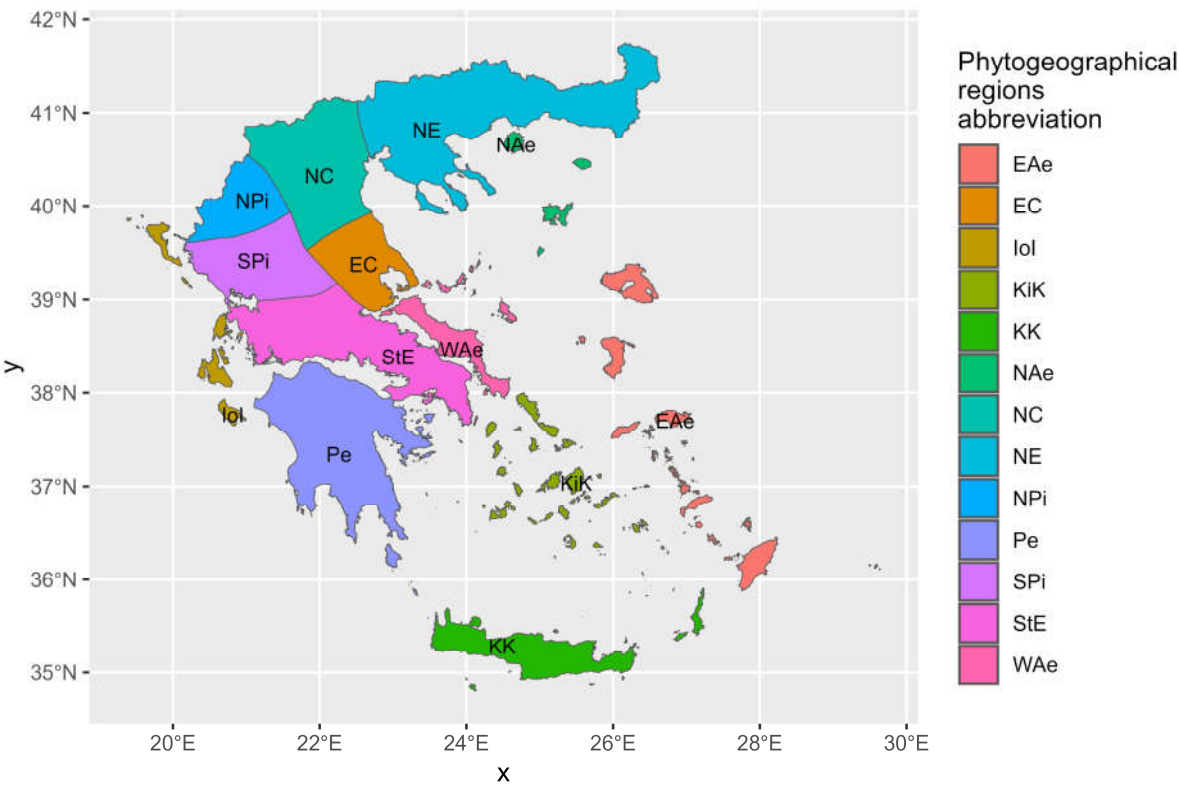 42°N
41°N
40°N
39°N
38°N
37°N
36°N
35°N
y
20°E
22°E
24°E
26°E
28°E
30°E
x
NE
NAe
NC
NPi
SPi
EC
WAe
StE
IoI
EAe
Pe
KiK
KK
Phytogeographical
regions
abbreviation
EAe
EC
IoI
KiK
KK
NAe
NC
NE
NPi
Pe
SPi
StE
WAe